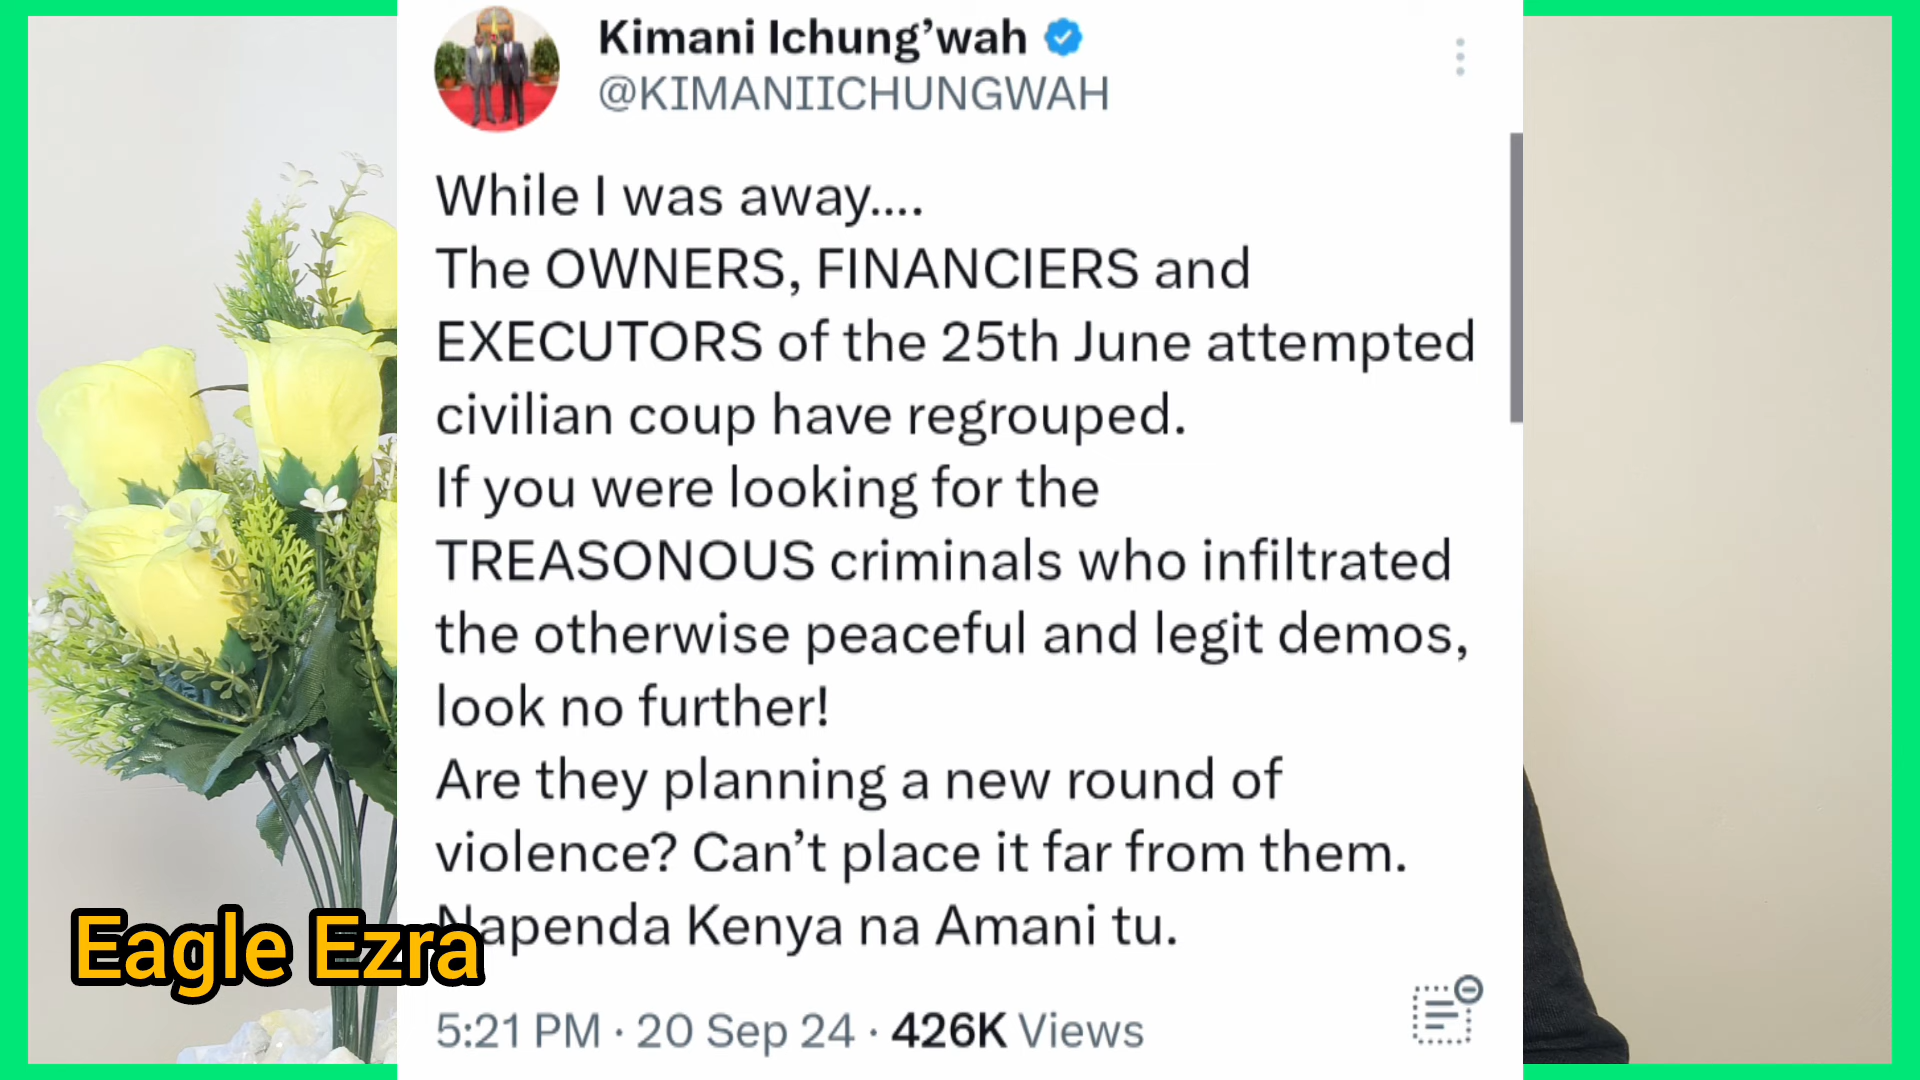 Kimani Ichung’wah
@KIMANIICHUNGWAH
While I was away....
The OWNERS, FINANCIERS and
EXECUTORS of the 25th June attempted
civilian coup have regrouped.
If you were looking for the
TREASONOUS criminals who infiltrated
the otherwise peaceful and legit demos,
look no further!
Are they planning a new round of
violence? Can’t place it far from them.
Napenda Kenya na Amani tu.
Eagle Ezra
5:21 PM · 20 Sep 24 · 426K Views